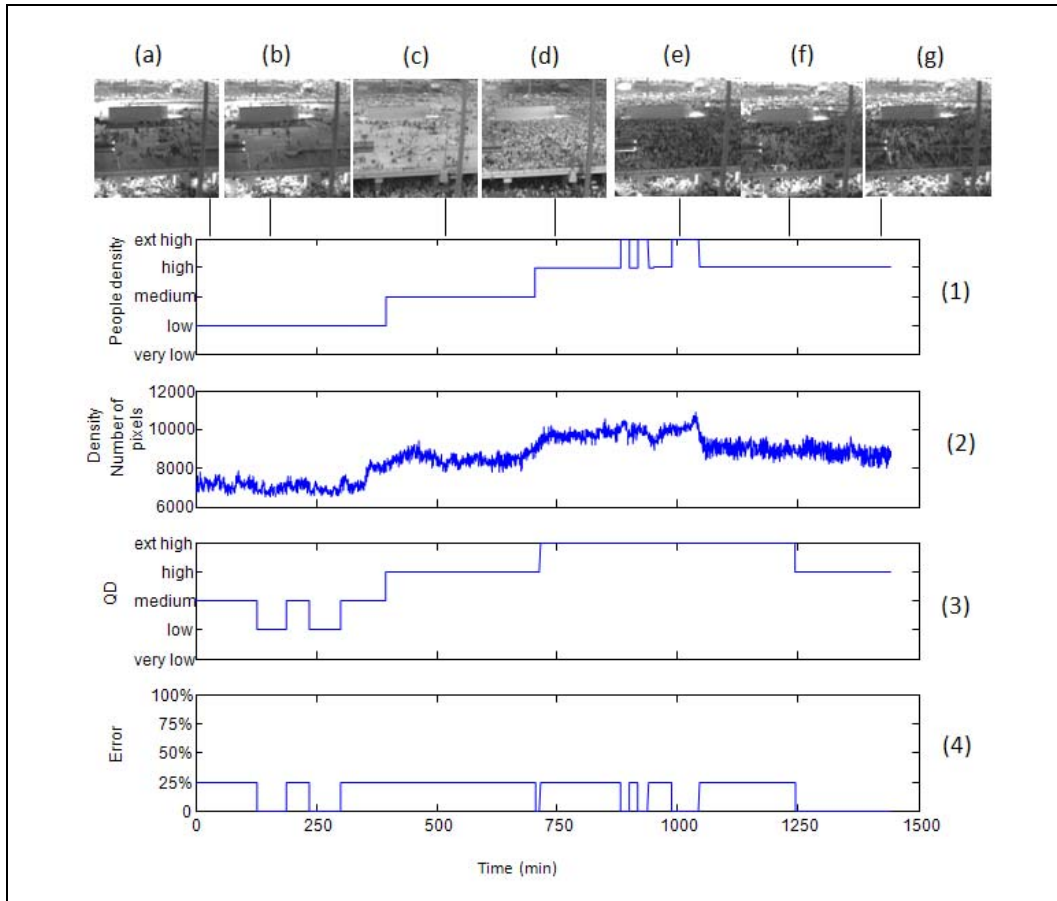 (a) (b) (c) (d) (e) (f) (g)
People density
ext high
high
medium
low
very low
(1)
Density
Number of
pixels
12000
10000
8000
6000
(2)
QD
ext high
high
medium
low
very low
(3)
Error
100%
75%
50%
25%
0
(4)
0 250 500 750 1000 1250 1500
Time (min)